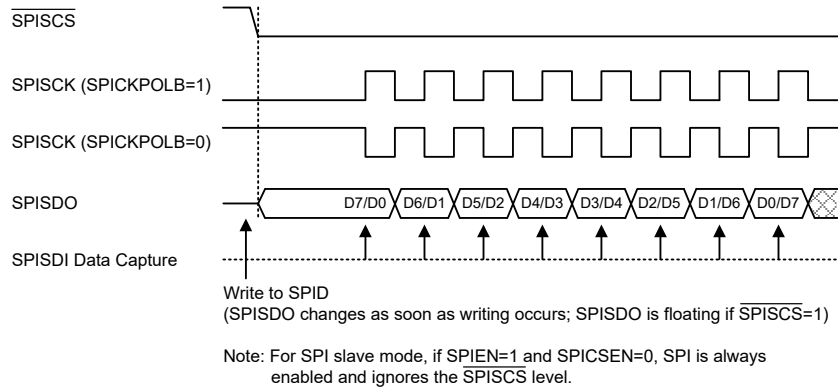 SPISCS
SPISCK (SPICKPOLB=1)
SPISCK (SPICKPOLB=0)
SPISDO
D7/D0 D6/D1 D5/D2 D4/D3 D3/D4 D2/D5 D1/D6 D0/D7
SPISDI Data Capture
Write to SPID
(SPISDO changes as soon as writing occurs; SPISDO is floating if SPISCS=1)
Note: For SPI slave mode, if SPIEN=1 and SPICSEN=0, SPI is always
enabled and ignores the SPISCS level.